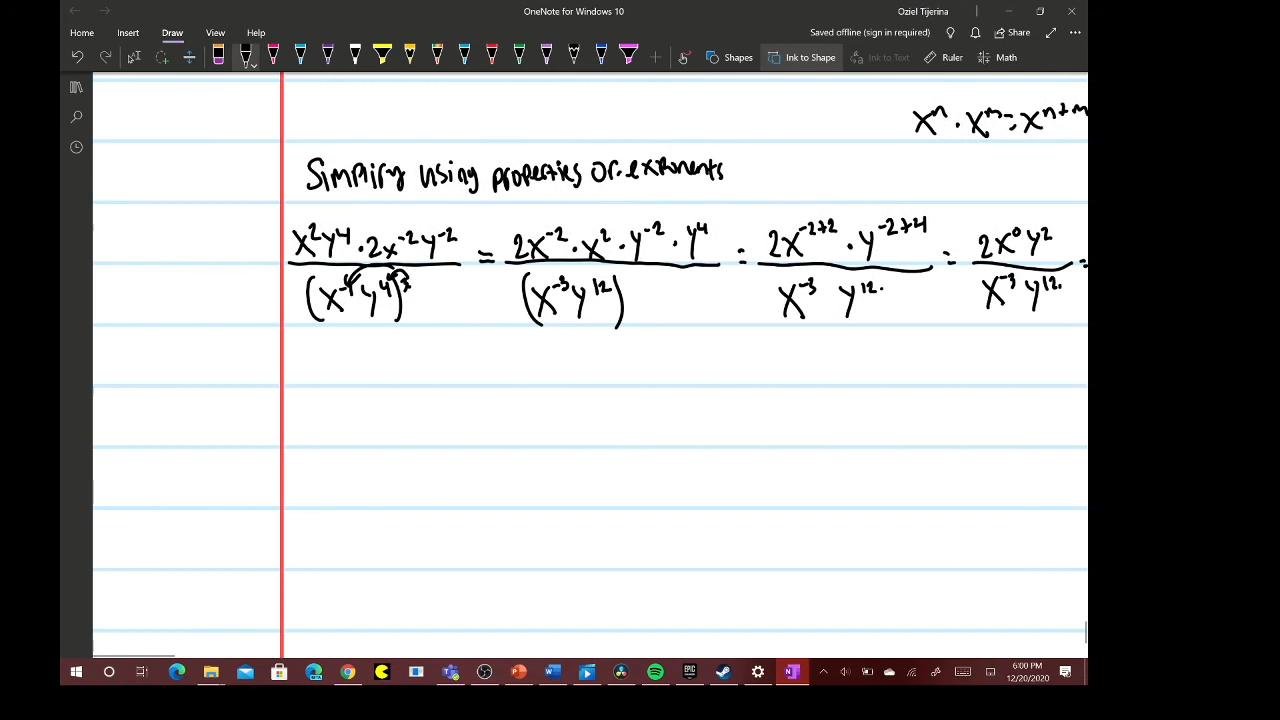 OneNote for Windows 10
Oziel Tijerina
Home Insert Draw View Help
Saved offline (sign in required) Share
Shapes Ink to Shape Ink to Text Ruler Math
xⁿ · xᵐ = xⁿ⁺ᵐ
Simplify using properties of exponents
x²y⁴ · 2x⁻²y⁻² / (x⁻¹y⁴)³ = 2x⁻² · x² · y⁻² · y⁴ / (x⁻³y¹²) = 2x⁻²⁺² · y⁻²⁺⁴ / x⁻³ y¹² = 2x⁰y² / x⁻³y¹² =
6:00 PM
12/20/2020